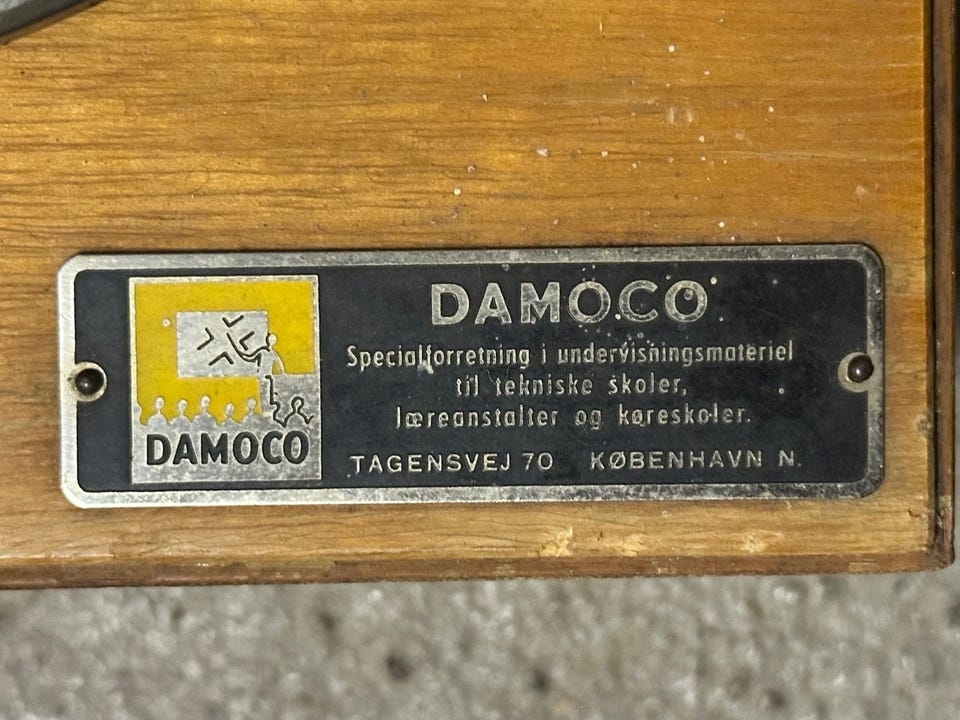 DAMOCO
DAMOCO
Specialforretning i undervisningsmateriel
til tekniske skoler,
læreanstalter og køreskoler.
TAGENSVEJ 70 KØBENHAVN N.